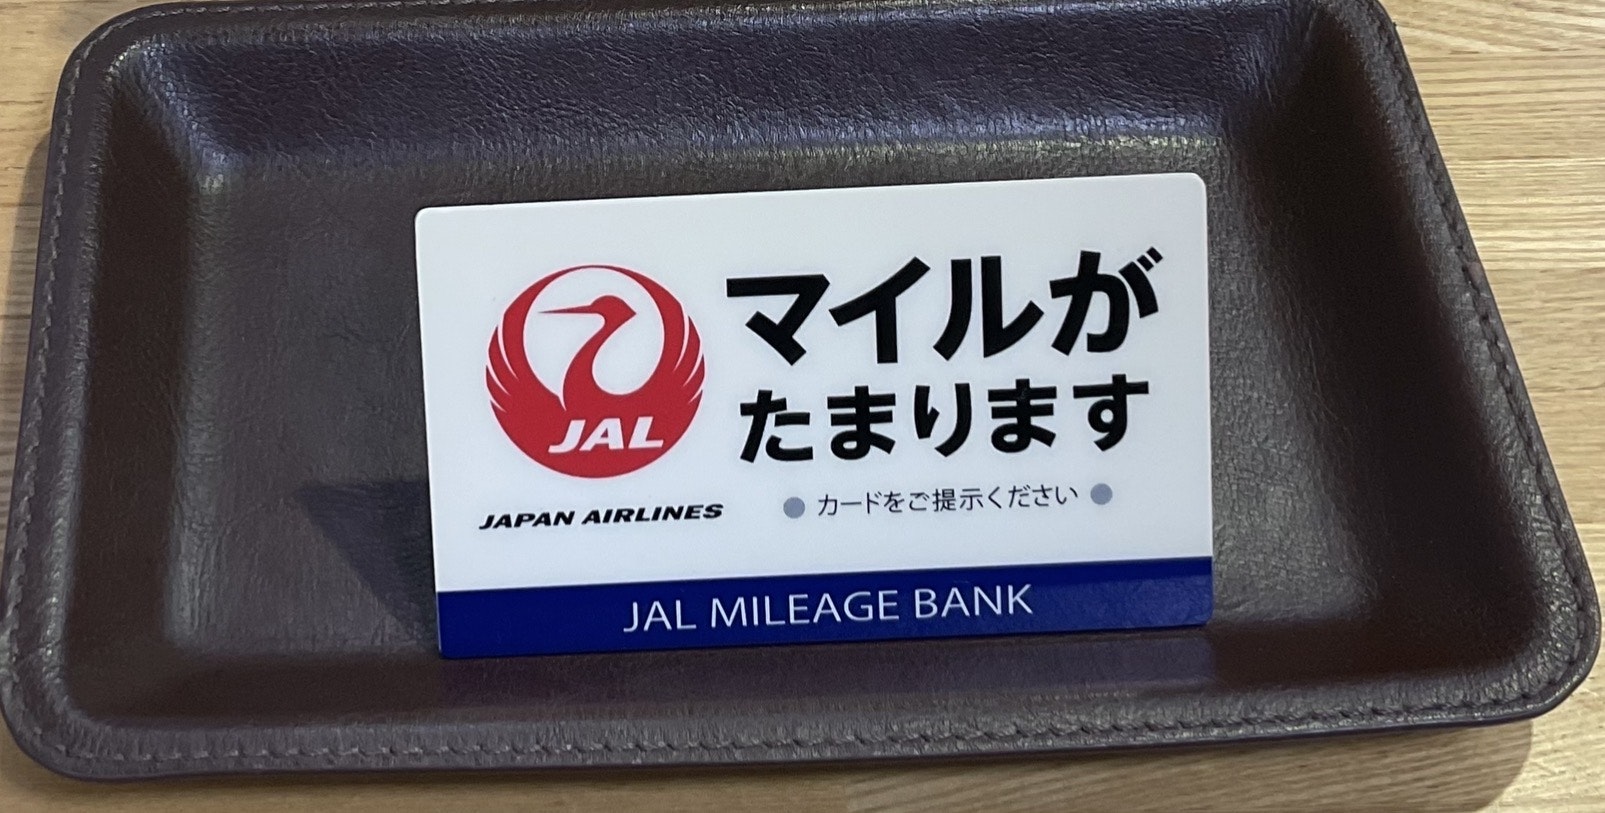 JAL
JAPAN AIRLINES
マイルが
たまります
● カードをご提示ください ●
JAL MILEAGE BANK